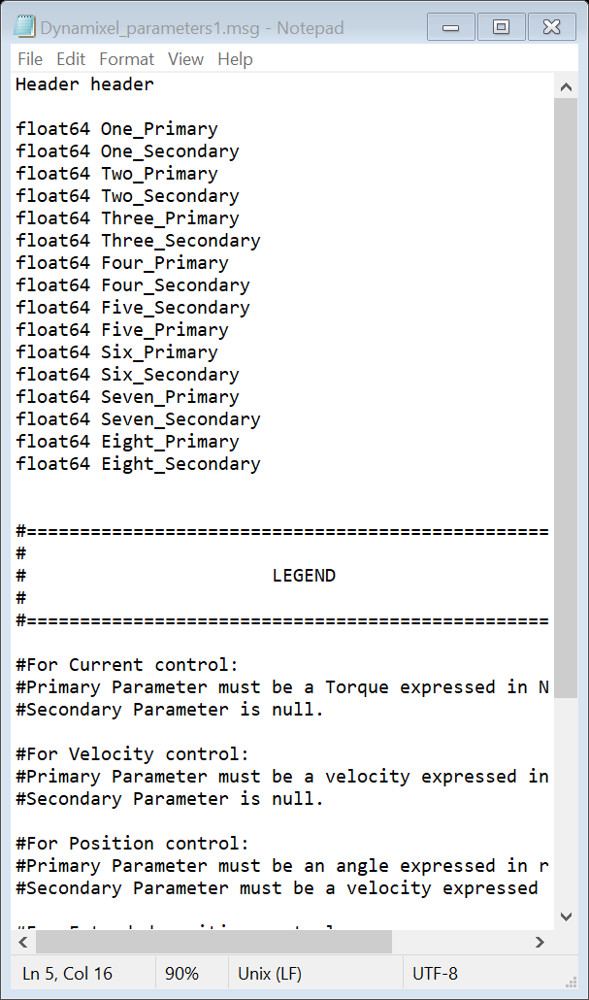 Dynamixel_parameters1.msg - Notepad
File Edit Format View Help
Header header
float64 One_Primary
float64 One_Secondary
float64 Two_Primary
float64 Two_Secondary
float64 Three_Primary
float64 Three_Secondary
float64 Four_Primary
float64 Four_Secondary
float64 Five_Secondary
float64 Five_Primary
float64 Six_Primary
float64 Six_Secondary
float64 Seven_Primary
float64 Seven_Secondary
float64 Eight_Primary
float64 Eight_Secondary
#=================================================
#
# LEGEND
#
#=================================================
#For Current control:
#Primary Parameter must be a Torque expressed in N
#Secondary Parameter is null.
#For Velocity control:
#Primary Parameter must be a velocity expressed in
#Secondary Parameter is null.
#For Position control:
#Primary Parameter must be an angle expressed in r
#Secondary Parameter must be a velocity expressed
Ln 5, Col 16 90% Unix (LF) UTF-8